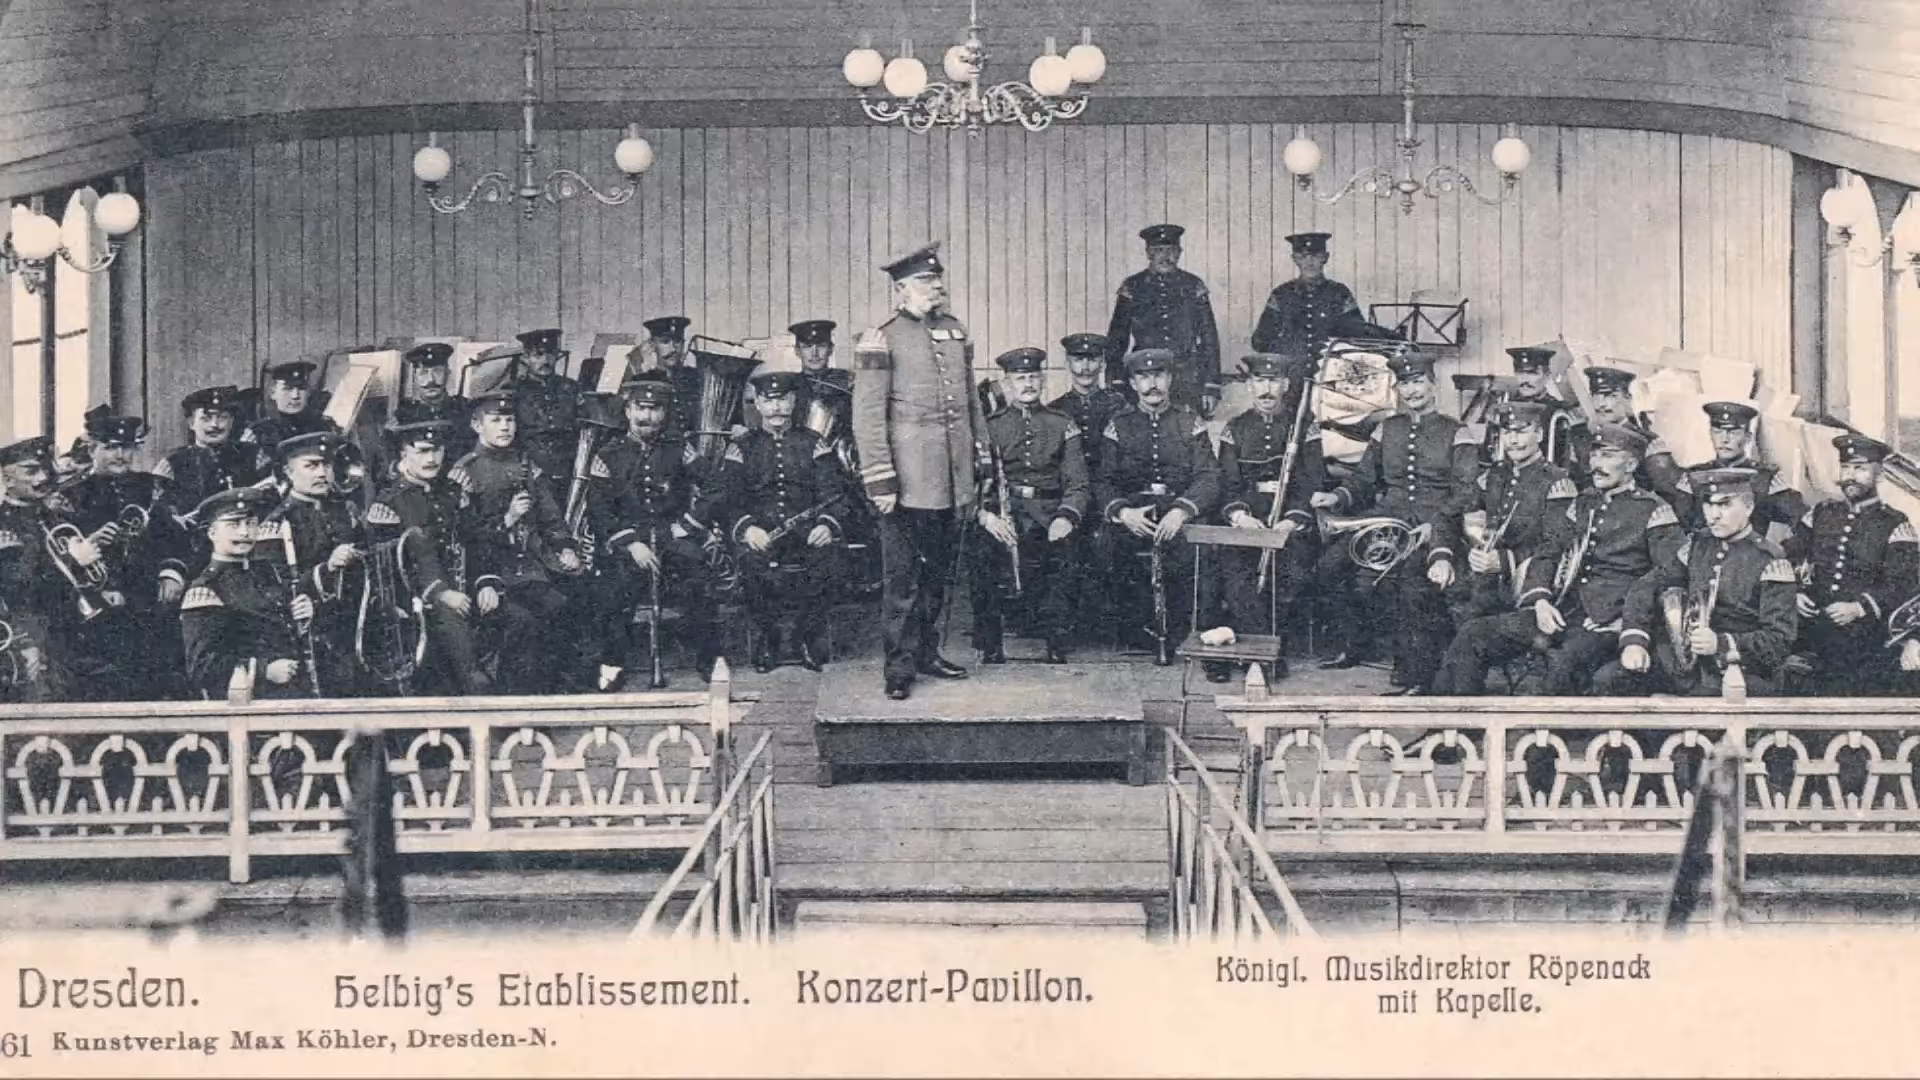 Dresden. Helbig's Etablissement. Konzert-Pavillon. Königl. Musikdirektor Röpenack
mit Kapelle.
61 Kunstverlag Max Köhler, Dresden-N.